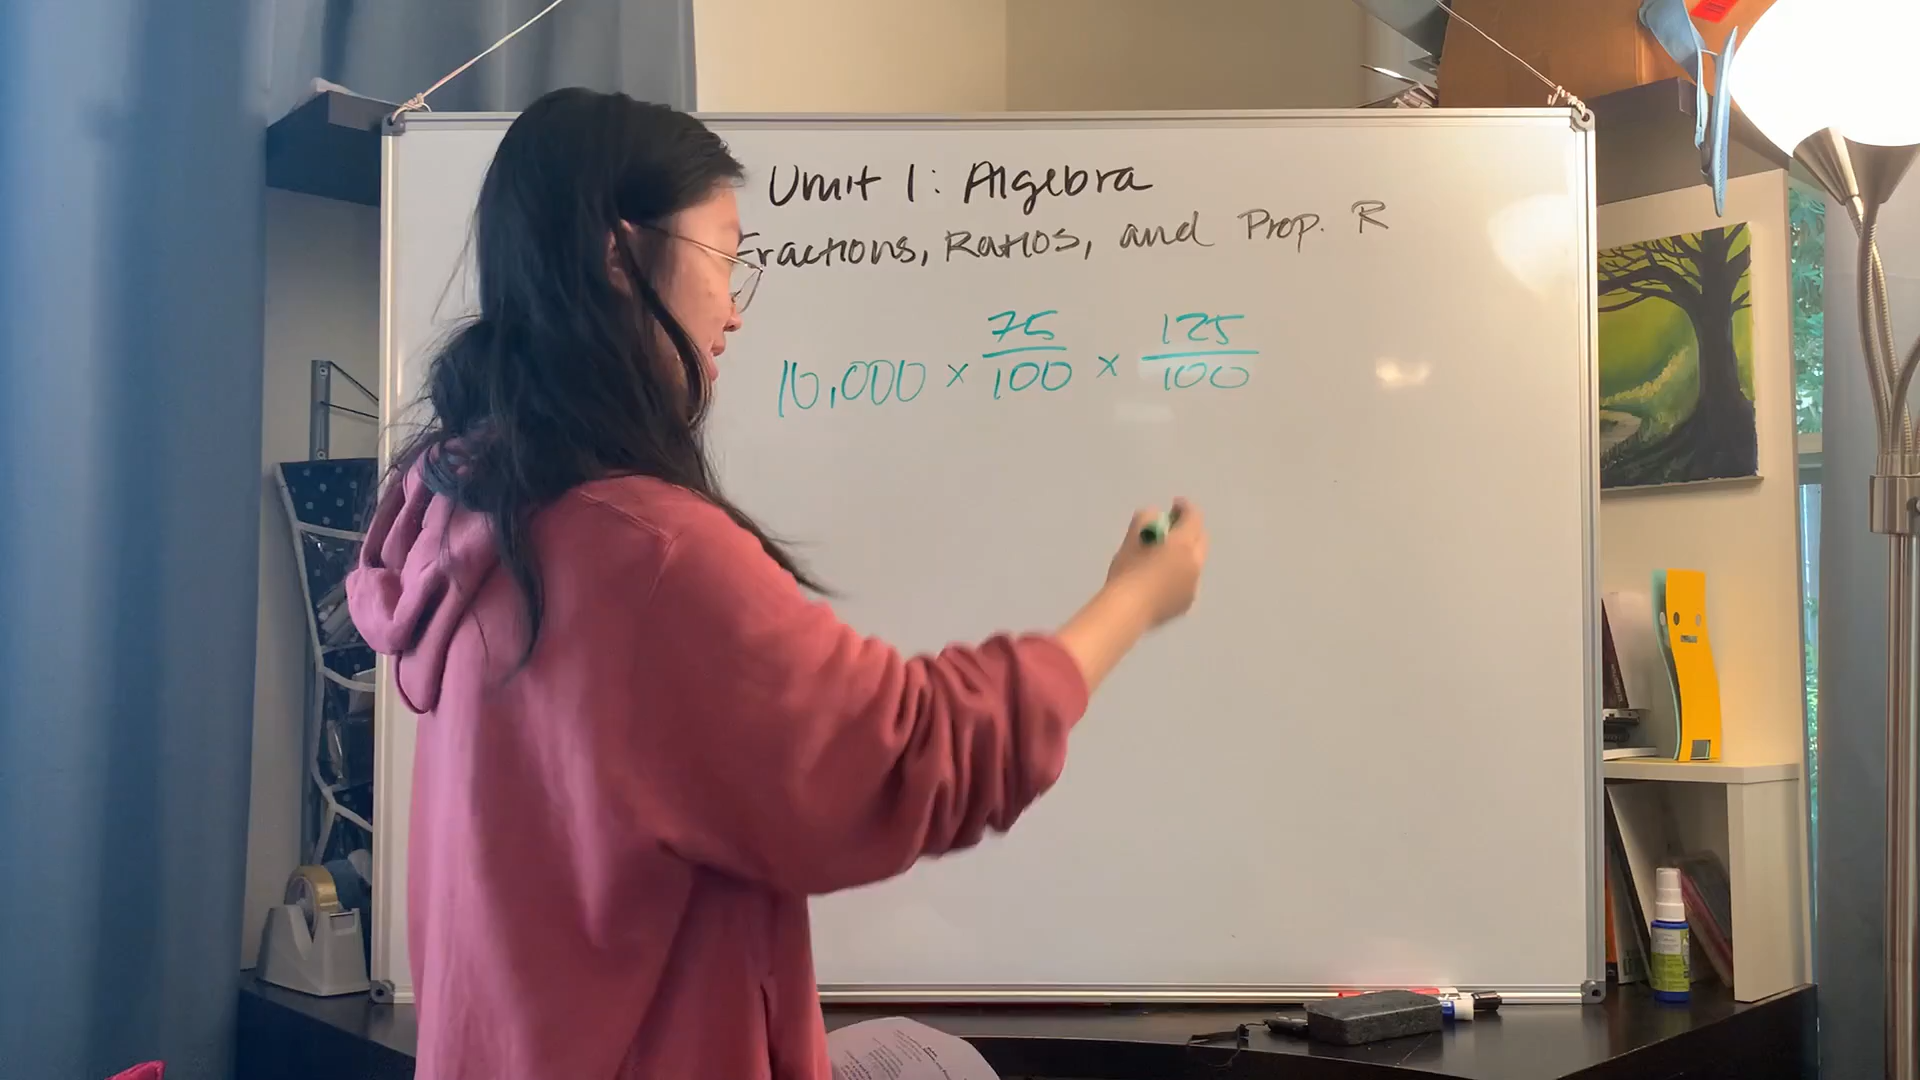 Unit 1: Algebra
Fractions, Ratios, and Prop. R
10,000 × 75/100 × 125/100